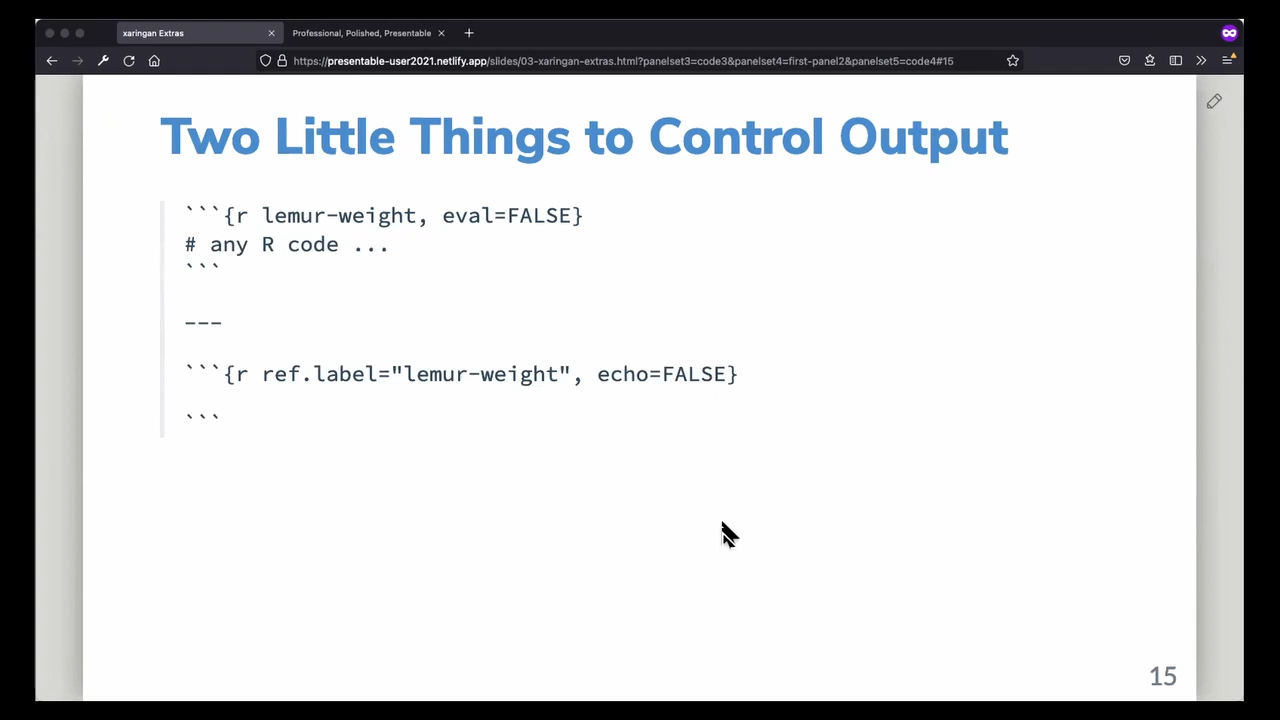 xaringan Extras
Professional, Polished, Presentable
https://presentable-user2021.netlify.app/slides/03-xaringan-extras.html?panelset3=code3&panelset4=first-panel2&panelset5=code4#15
Two Little Things to Control Output
```{r lemur-weight, eval=FALSE}
# any R code ...
```
---
```{r ref.label="lemur-weight", echo=FALSE}
```
15